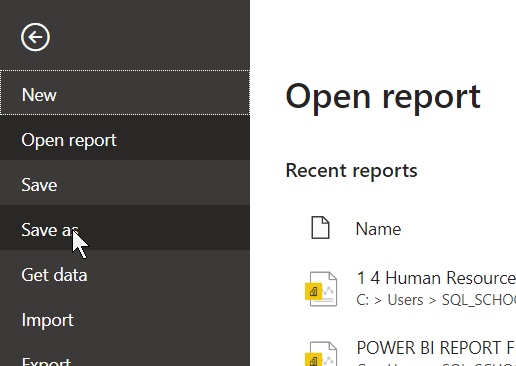 New
Open report
Save
Save as
Get data
Import
Export
Open report
Recent reports
Name
1 4 Human Resource
C: > Users > SQL_SCHOO
POWER BI REPORT F